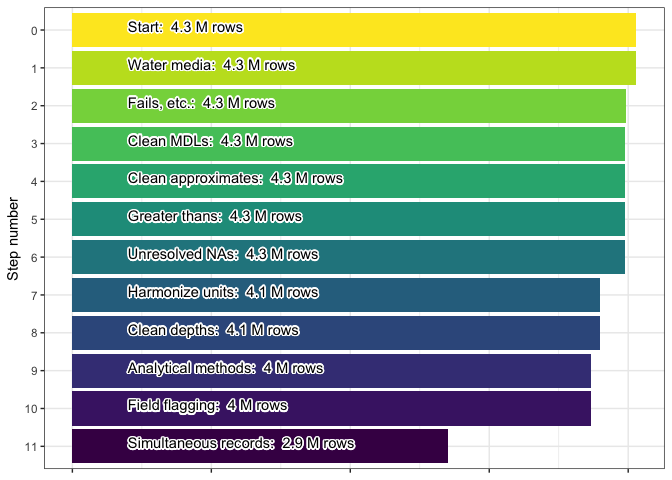 Step number
0
Start: 4.3 M rows
1
Water media: 4.3 M rows
2
Fails, etc.: 4.3 M rows
3
Clean MDLs: 4.3 M rows
4
Clean approximates: 4.3 M rows
5
Greater thans: 4.3 M rows
6
Unresolved NAs: 4.3 M rows
7
Harmonize units: 4.1 M rows
8
Clean depths: 4.1 M rows
9
Analytical methods: 4 M rows
10
Field flagging: 4 M rows
11
Simultaneous records: 2.9 M rows